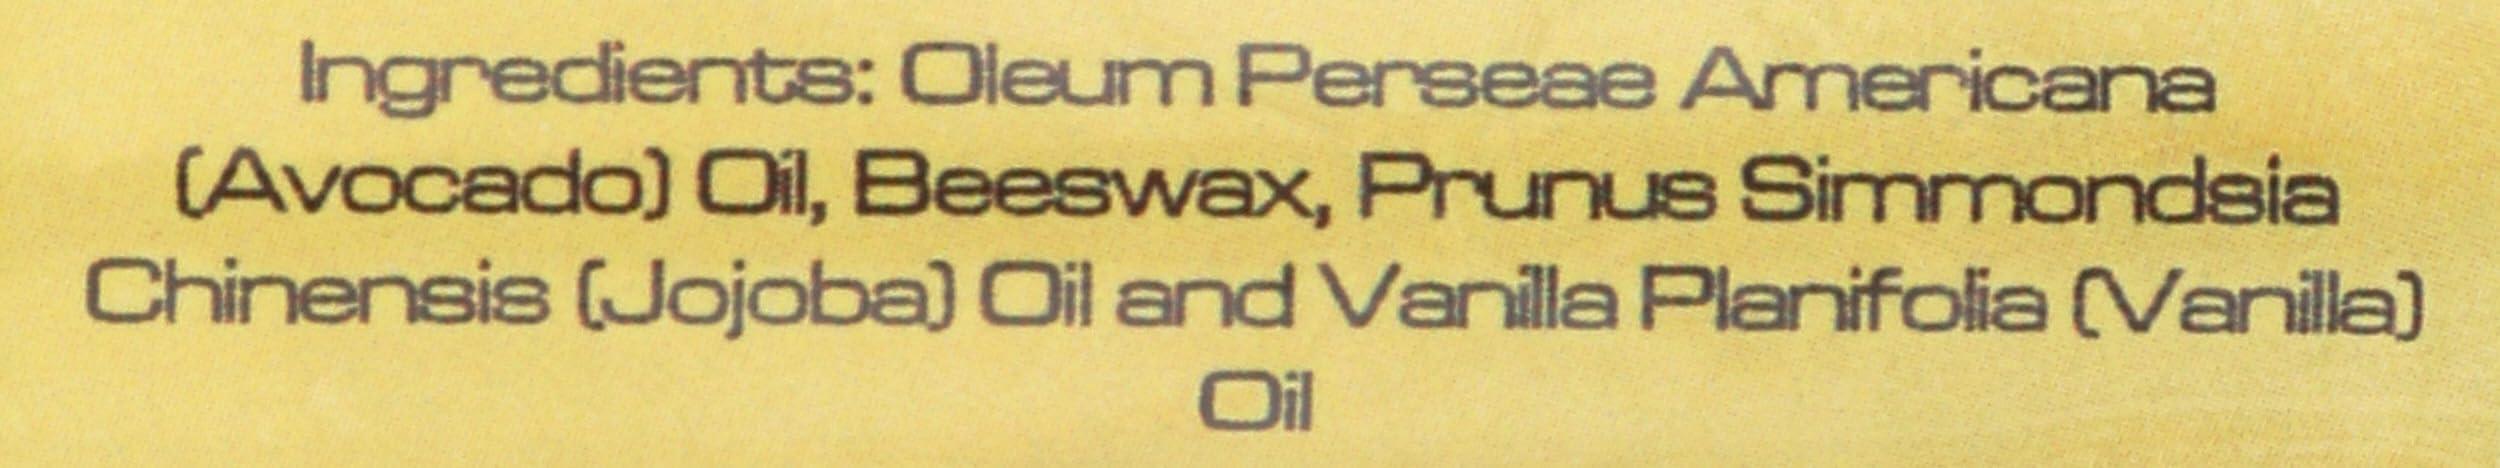 Ingredients: Oleum Perseae Americana
(Avocado) Oil, Beeswax, Prunus Simmondsia
Chinensis (Jojoba) Oil and Vanilla Planifolia (Vanilla)
Oil